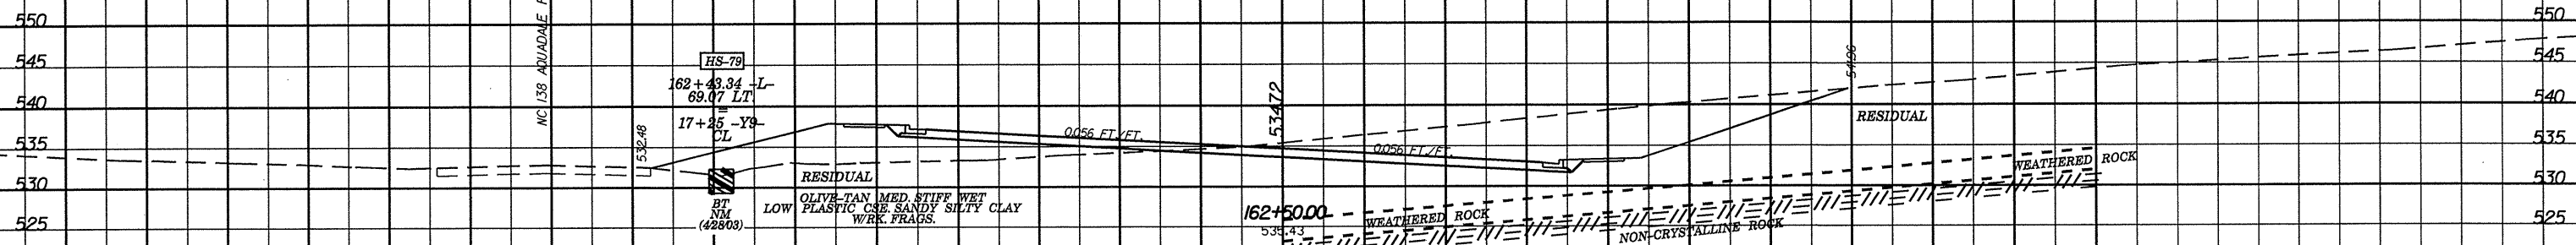 550
545
540
535
530
525
NC 138 AQUADALE
532.48
HS-79
162+43.34 -L-
69.07 LT.
=
17+25 -Y9-
CL
BT
NM
(4/28/03)
RESIDUAL
OLIVE-TAN MED. STIFF WET
LOW PLASTIC CSE. SANDY SILTY CLAY
W/RK. FRAGS.
0.056 FT./FT.
534.72
0.056 FT./FT.
162+50.00
535.43
WEATHERED ROCK
NON-CRYSTALLINE ROCK
541.96
RESIDUAL
WEATHERED ROCK
550
545
540
535
530
525